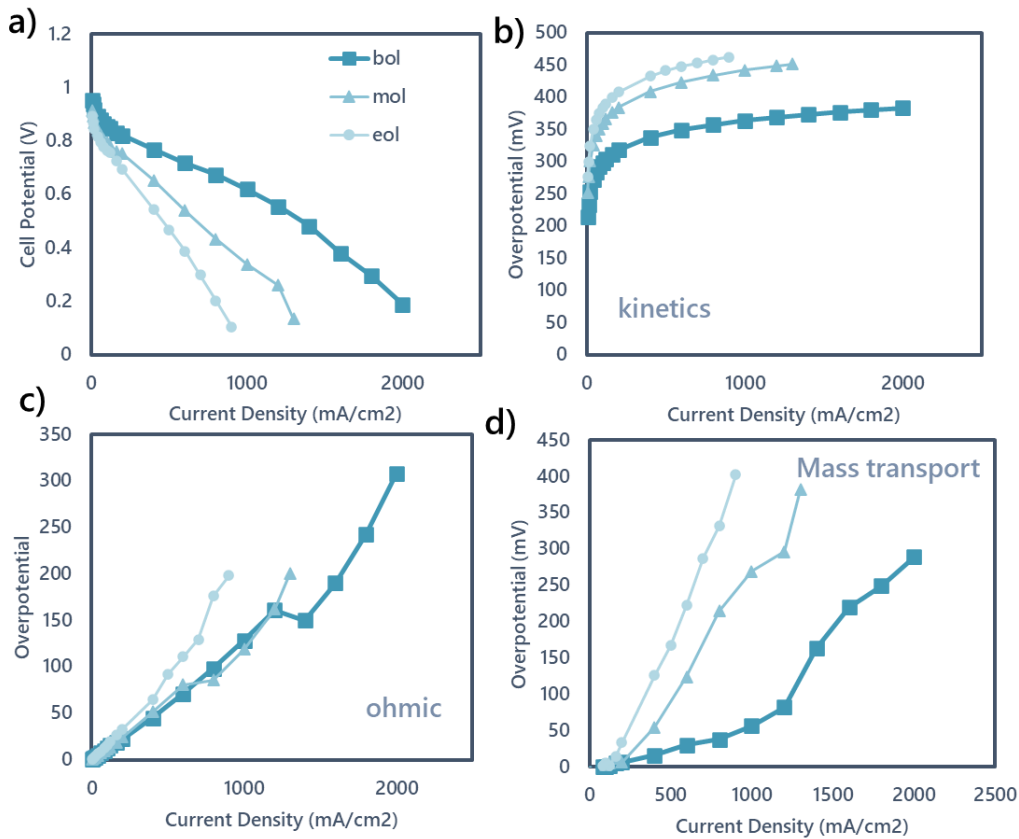 a)
1.2
1
0.8
0.6
0.4
0.2
0
Cell Potential (V)
bol
mol
eol
0 1000 2000
Current Density (mA/cm2)
b)
500
450
400
350
300
250
200
150
100
50
0
Overpotential (mV)
kinetics
0 1000 2000
Current Density (mA/cm2)
c)
350
300
250
200
150
100
50
0
Overpotential
ohmic
0 1000 2000
Current Density (mA/cm2)
d)
450
400
350
300
250
200
150
100
50
0
Overpotential (mV)
Mass transport
0 500 1000 1500 2000 2500
Current Density (mA/cm2)